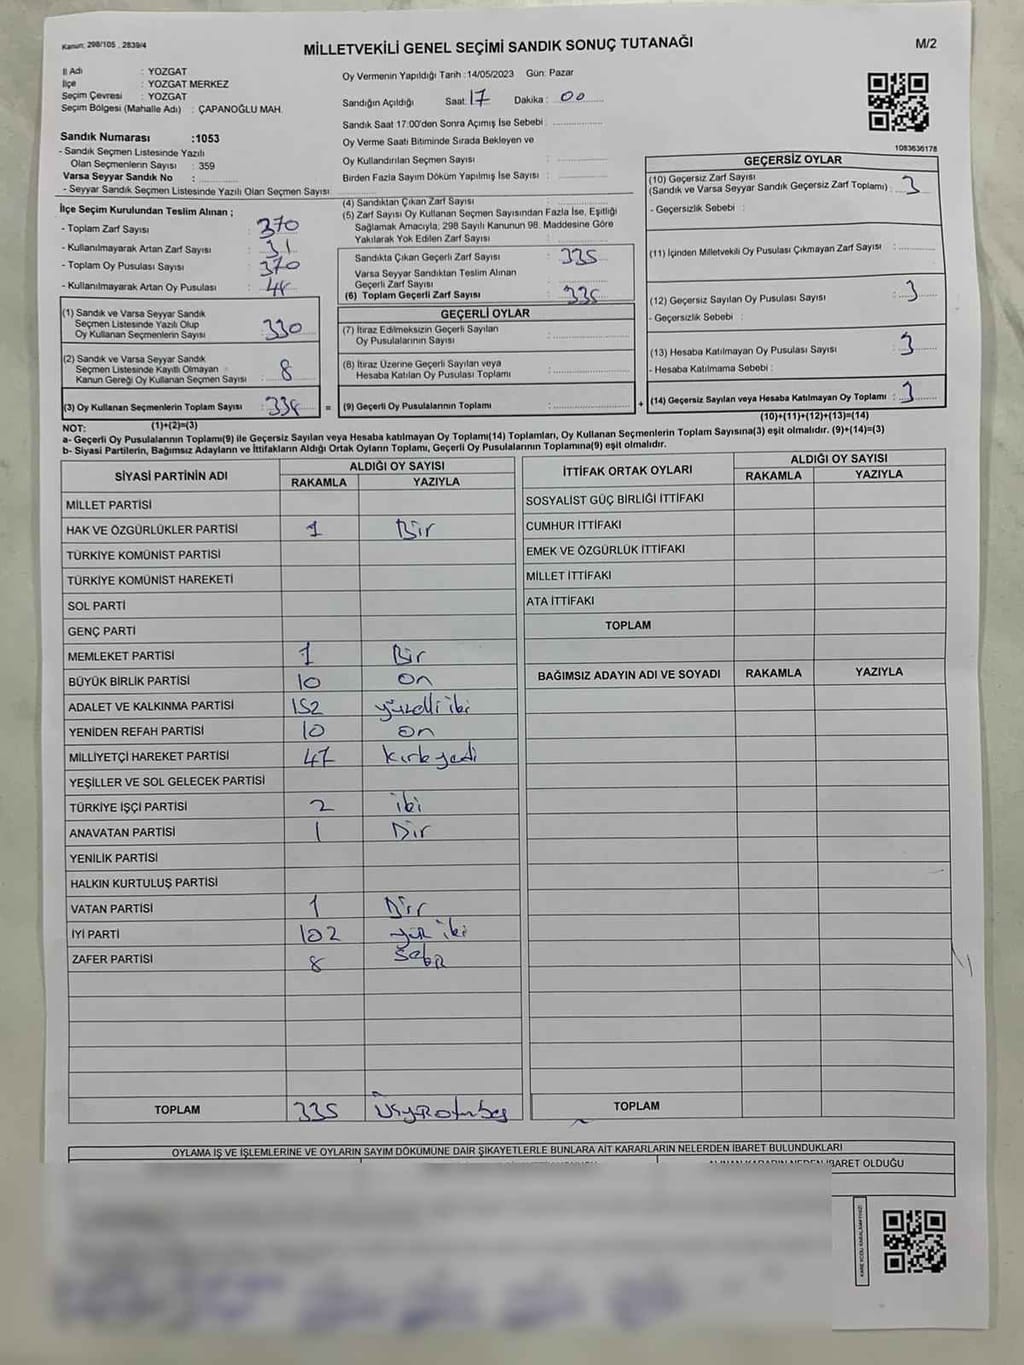 Kanun: 298/105 . 2839/4
MİLLETVEKİLİ GENEL SEÇİMİ SANDIK SONUÇ TUTANAĞI
M/2
İl Adı : YOZGAT
İlçe : YOZGAT MERKEZ
Seçim Çevresi : YOZGAT
Seçim Bölgesi (Mahalle Adı) : ÇAPANOĞLU MAH.
Sandık Numarası :1053
- Sandık Seçmen Listesinde Yazılı
Olan Seçmenlerin Sayısı : 359
Varsa Seyyar Sandık No :
- Seyyar Sandık Seçmen Listesinde Yazılı Olan Seçmen Sayısı:
Oy Vermenin Yapıldığı Tarih :14/05/2023 Gün: Pazar
Sandığın Açıldığı Saat: 17 Dakika : 00
Sandık Saat 17:00'den Sonra Açımış İse Sebebi :
Oy Verme Saati Bitiminde Sırada Bekleyen ve
Oy Kullandırılan Seçmen Sayısı :
Birden Fazla Sayım Döküm Yapılmış İse Sayısı :
1083636178
İlçe Seçim Kurulundan Teslim Alınan ;
- Toplam Zarf Sayısı : 370
- Kullanılmayarak Artan Zarf Sayısı : 31
- Toplam Oy Pusulası Sayısı : 370
- Kullanılmayarak Artan Oy Pusulası :
(1) Sandık ve Varsa Seyyar Sandık
Seçmen Listesinde Yazılı Olup
Oy Kullanan Seçmenlerin Sayısı : 330
(2) Sandık ve Varsa Seyyar Sandık
Seçmen Listesinde Kayıtlı Olmayan
Kanun Gereği Oy Kullanan Seçmen Sayısı : 8
(3) Oy Kullanan Seçmenlerin Toplam Sayısı : 338 =
(1)+(2)=(3)
(4) Sandıktan Çıkan Zarf Sayısı :
(5) Zarf Sayısı Oy Kullanan Seçmen Sayısından Fazla İse, Eşitliği
Sağlamak Amacıyla, 298 Sayılı Kanunun 98. Maddesine Göre
Yakılarak Yok Edilen Zarf Sayısı :
Sandıkta Çıkan Geçerli Zarf Sayısı : 335
Varsa Seyyar Sandıktan Teslim Alınan
Geçerli Zarf Sayısı :
(6) Toplam Geçerli Zarf Sayısı : 335
GEÇERLİ OYLAR
(7) İtiraz Edilmeksizin Geçerli Sayılan
Oy Pusulalarının Sayısı :
(8) İtiraz Üzerine Geçerli Sayılan veya
Hesaba Katılan Oy Pusulası Toplamı :
(9) Geçerli Oy Pusulalarının Toplamı : +
GEÇERSİZ OYLAR
(10) Geçersiz Zarf Sayısı
(Sandık ve Varsa Seyyar Sandık Geçersiz Zarf Toplamı) : 3
- Geçersizlik Sebebi :
(11) İçinden Milletvekili Oy Pusulası Çıkmayan Zarf Sayısı :
(12) Geçersiz Sayılan Oy Pusulası Sayısı : 3
- Geçersizlik Sebebi :
(13) Hesaba Katılmayan Oy Pusulası Sayısı : 3
- Hesaba Katılmama Sebebi :
(14) Geçersiz Sayılan veya Hesaba Katılmayan Oy Toplamı : 3
(10)+(11)+(12)+(13)=(14)
NOT:
a- Geçerli Oy Pusulalarının Toplamı(9) ile Geçersiz Sayılan veya Hesaba katılmayan Oy Toplamı(14) Toplamları, Oy Kullanan Seçmenlerin Toplam Sayısına(3) eşit olmalıdır. (9)+(14)=(3)
b- Siyasi Partilerin, Bağımsız Adayların ve İttifakların Aldığı Ortak Oyların Toplamı, Geçerli Oy Pusulalarının Toplamına(9) eşit olmalıdır.
SİYASİ PARTİNİN ADI ALDIĞI OY SAYISI
RAKAMLA YAZIYLA
MİLLET PARTİSİ
HAK VE ÖZGÜRLÜKLER PARTİSİ 1 Bir
TÜRKİYE KOMÜNİST PARTİSİ
TÜRKİYE KOMÜNİST HAREKETİ
SOL PARTİ
GENÇ PARTİ
MEMLEKET PARTİSİ 1 Bir
BÜYÜK BİRLİK PARTİSİ 10 on
ADALET VE KALKINMA PARTİSİ 152 yüzelli iki
YENİDEN REFAH PARTİSİ 10 on
MİLLİYETÇİ HAREKET PARTİSİ 47 kırkyedi
YEŞİLLER VE SOL GELECEK PARTİSİ
TÜRKİYE İŞÇİ PARTİSİ 2 iki
ANAVATAN PARTİSİ 1 Bir
YENİLİK PARTİSİ
HALKIN KURTULUŞ PARTİSİ
VATAN PARTİSİ 1 Bir
İYİ PARTİ 102 yüz iki
ZAFER PARTİSİ 8 Sekiz
TOPLAM 335 Üçyüzotuzbeş
İTTİFAK ORTAK OYLARI ALDIĞI OY SAYISI
RAKAMLA YAZIYLA
SOSYALİST GÜÇ BİRLİĞİ İTTİFAKI
CUMHUR İTTİFAKI
EMEK VE ÖZGÜRLÜK İTTİFAKI
MİLLET İTTİFAKI
ATA İTTİFAKI
TOPLAM
BAĞIMSIZ ADAYIN ADI VE SOYADI RAKAMLA YAZIYLA
TOPLAM
OYLAMA İŞ VE İŞLEMLERİNE VE OYLARIN SAYIM DÖKÜMÜNE DAİR ŞİKAYETLERLE BUNLARA AİT KARARLARIN NELERDEN İBARET BULUNDUKLARI
İBARET OLDUĞU